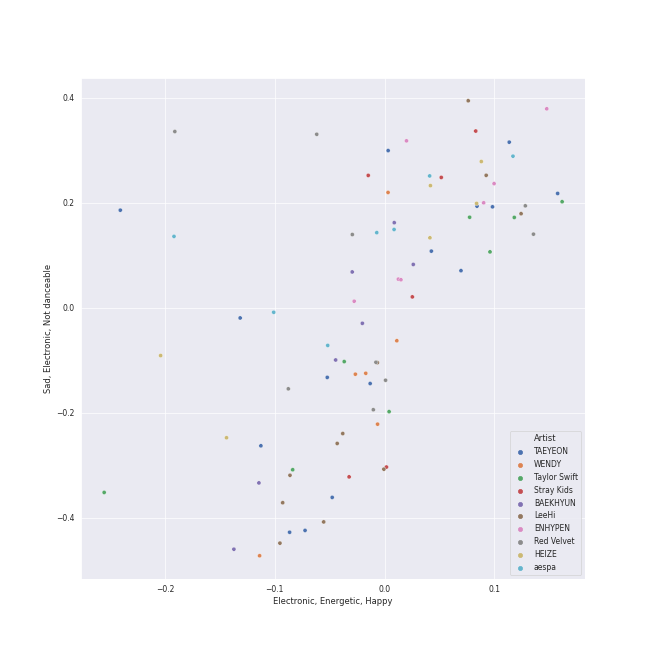 0.4
0.2
0.0
−0.2
−0.4
Sad, Electronic, Not danceable
−0.2
−0.1
0.0
0.1
Electronic, Energetic, Happy
Artist
TAEYEON
WENDY
Taylor Swift
Stray Kids
BAEKHYUN
LeeHi
ENHYPEN
Red Velvet
HEIZE
aespa